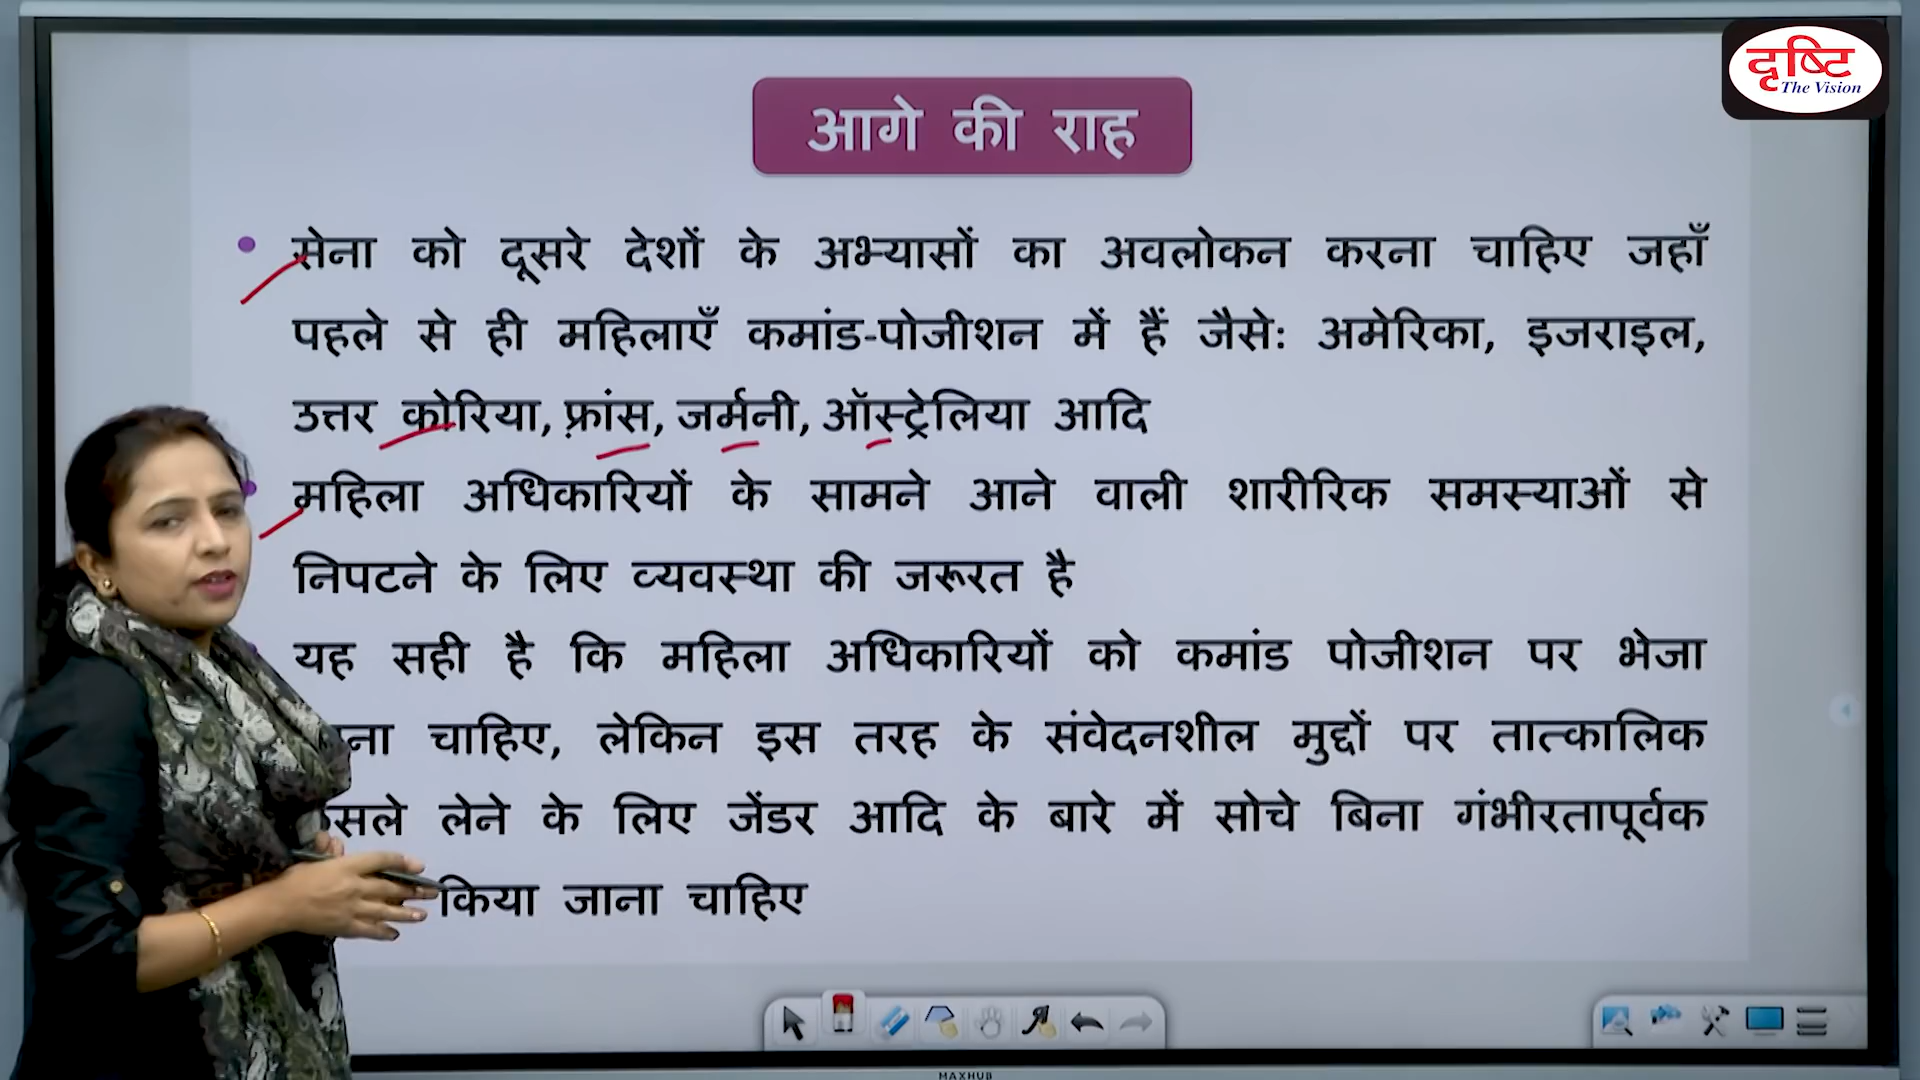 दृष्टि
The Vision
आगे की राह
सेना को दूसरे देशों के अभ्यासों का अवलोकन करना चाहिए जहाँ
पहले से ही महिलाएँ कमांड-पोजीशन में हैं जैसे: अमेरिका, इजराइल,
उत्तर कोरिया, फ़्रांस, जर्मनी, ऑस्ट्रेलिया आदि
महिला अधिकारियों के सामने आने वाली शारीरिक समस्याओं से
निपटने के लिए व्यवस्था की जरूरत है
यह सही है कि महिला अधिकारियों को कमांड पोजीशन पर भेजा
चाहिए, लेकिन इस तरह के संवेदनशील मुद्दों पर तात्कालिक
लेने के लिए जेंडर आदि के बारे में सोचे बिना गंभीरतापूर्वक
किया जाना चाहिए
MAXHUB